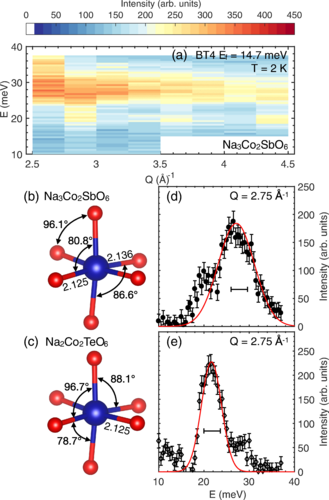 Intensity (arb. units)
0 50 100 150 200 250 300 350 400 450
(a) BT4 Ef = 14.7 meV
T = 2 K
Na3Co2SbO6
E (meV)
40
30
20
10
2.5 3 3.5 4 4.5
Q (Å)-1
(b) Na3Co2SbO6
96.1°
80.8°
2.136
2.125
86.6°
(c) Na2Co2TeO6
96.7°
88.1°
78.7°
2.125
(d) Q = 2.75 Å-1
250
200
150
100
50
0
Intensity (arb. units)
(e) Q = 2.75 Å-1
250
200
150
100
50
0
Intensity (arb. units)
10 20 30 40
E (meV)